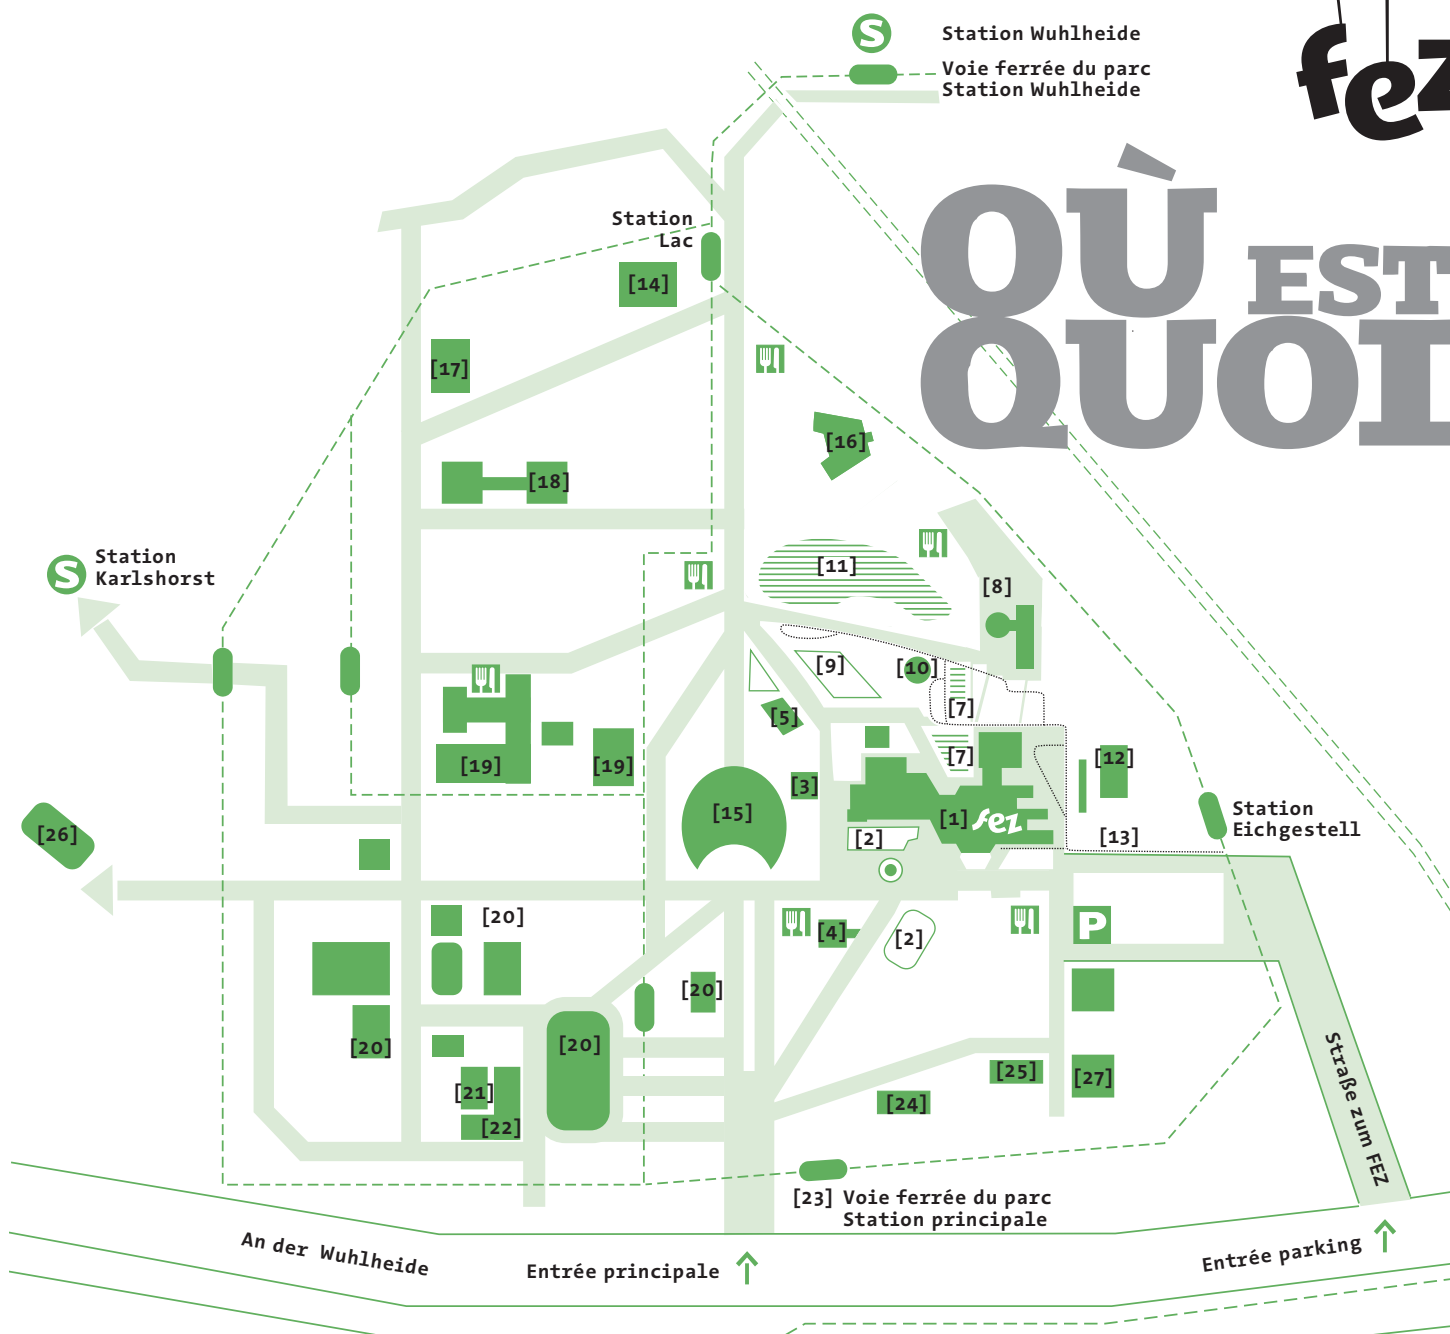 S
Station Wuhlheide
Voie ferrée du parc
Station Wuhlheide
fez
QÙ EST
QUOI
Station
Lac
[14]
[17]
[16]
[18]
S
Station
Karlshorst
[11]
[8]
[9]
[10]
[7]
[5]
[19]
[19]
[7]
[12]
[3]
[15]
[1] fez
[2]
[13]
Station
Eichgestell
[26]
[20]
[4]
[2]
P
[20]
[20]
[20]
[21]
[22]
[25]
[27]
[24]
Straße zum FEZ
[23] Voie ferrée du parc
Station principale
An der Wuhlheide
Entrée principale
Entrée parking